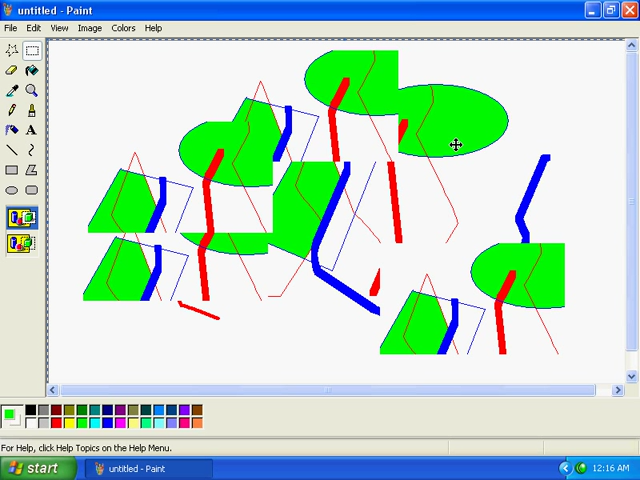 untitled - Paint
File Edit View Image Colors Help
A
For Help, click Help Topics on the Help Menu.
start untitled - Paint 12:16 AM